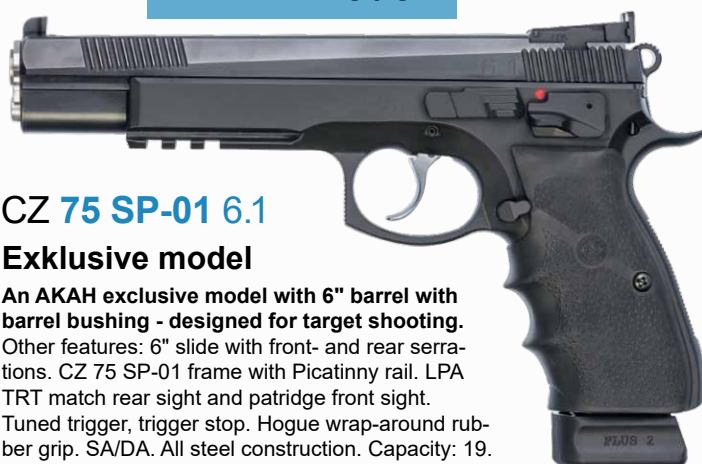 6.1
PLUS 2
CZ 75 SP-01 6.1
Exklusive model
An AKAH exclusive model with 6" barrel with
barrel bushing - designed for target shooting.
Other features: 6" slide with front- and rear serra-
tions. CZ 75 SP-01 frame with Picatinny rail. LPA
TRT match rear sight and patridge front sight.
Tuned trigger, trigger stop. Hogue wrap-around rub-
ber grip. SA/DA. All steel construction. Capacity: 19.